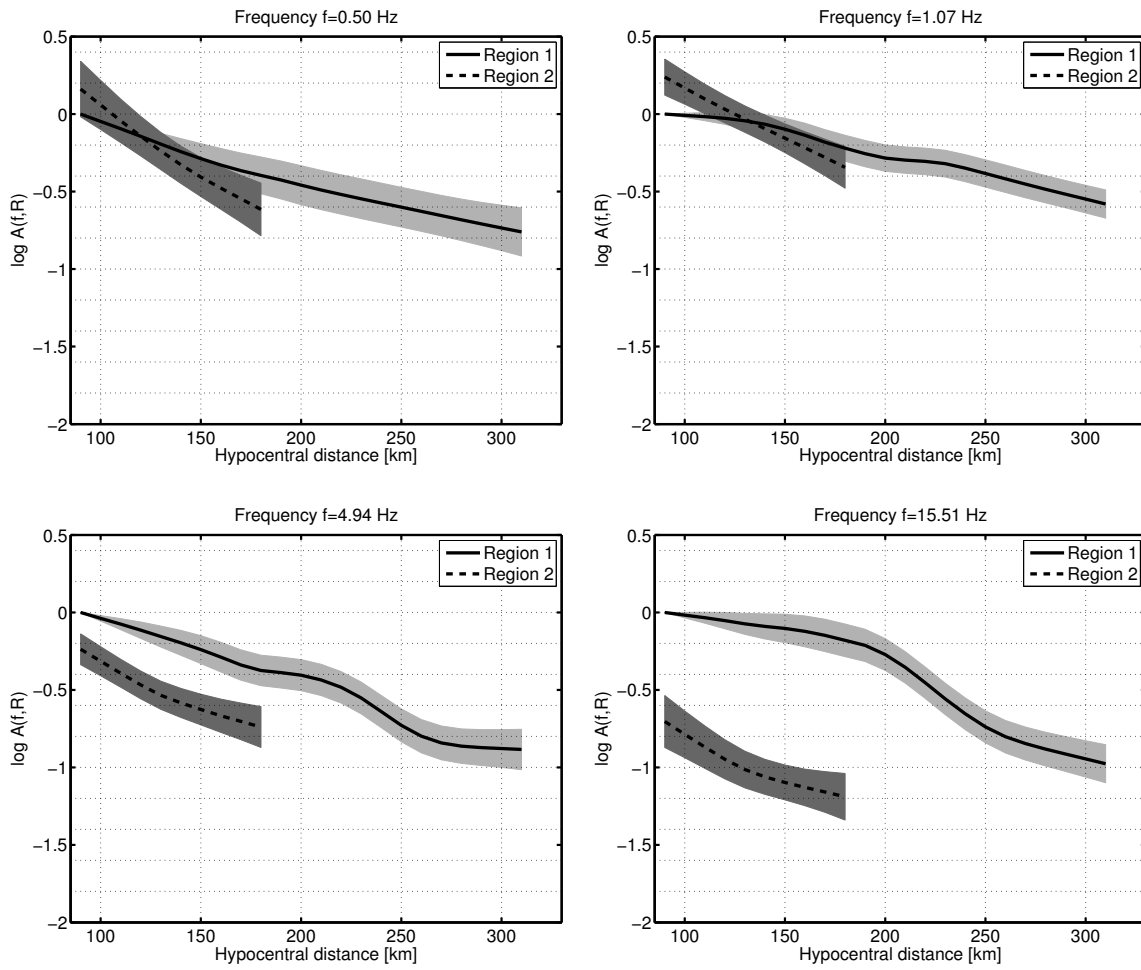 Frequency f=0.50 Hz
0.5
0
−0.5
−1
−1.5
−2
log A(f,R)
100 150 200 250 300
Hypocentral distance [km]
Region 1
Region 2
Frequency f=1.07 Hz
0.5
0
−0.5
−1
−1.5
−2
log A(f,R)
100 150 200 250 300
Hypocentral distance [km]
Region 1
Region 2
Frequency f=4.94 Hz
0.5
0
−0.5
−1
−1.5
−2
log A(f,R)
100 150 200 250 300
Hypocentral distance [km]
Region 1
Region 2
Frequency f=15.51 Hz
0.5
0
−0.5
−1
−1.5
−2
log A(f,R)
100 150 200 250 300
Hypocentral distance [km]
Region 1
Region 2